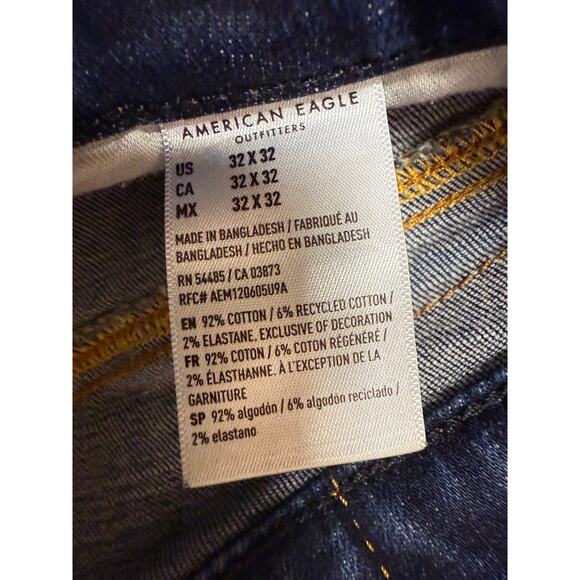 AMERICAN EAGLE
OUTFITTERS
US 32 X 32
CA 32 X 32
MX 32 X 32
MADE IN BANGLADESH / FABRIQUÉ AU
BANGLADESH / HECHO EN BANGLADESH
RN 54485 / CA 03873
RFC# AEM120605U9A
EN 92% COTTON / 6% RECYCLED COTTON /
2% ELASTANE. EXCLUSIVE OF DECORATION
FR 92% COTON / 6% COTON RÉGÉNÉRÉ /
2% ÉLASTHANNE. À L'EXCEPTION DE LA
GARNITURE
SP 92% algodón / 6% algodón reciclado /
2% elastano